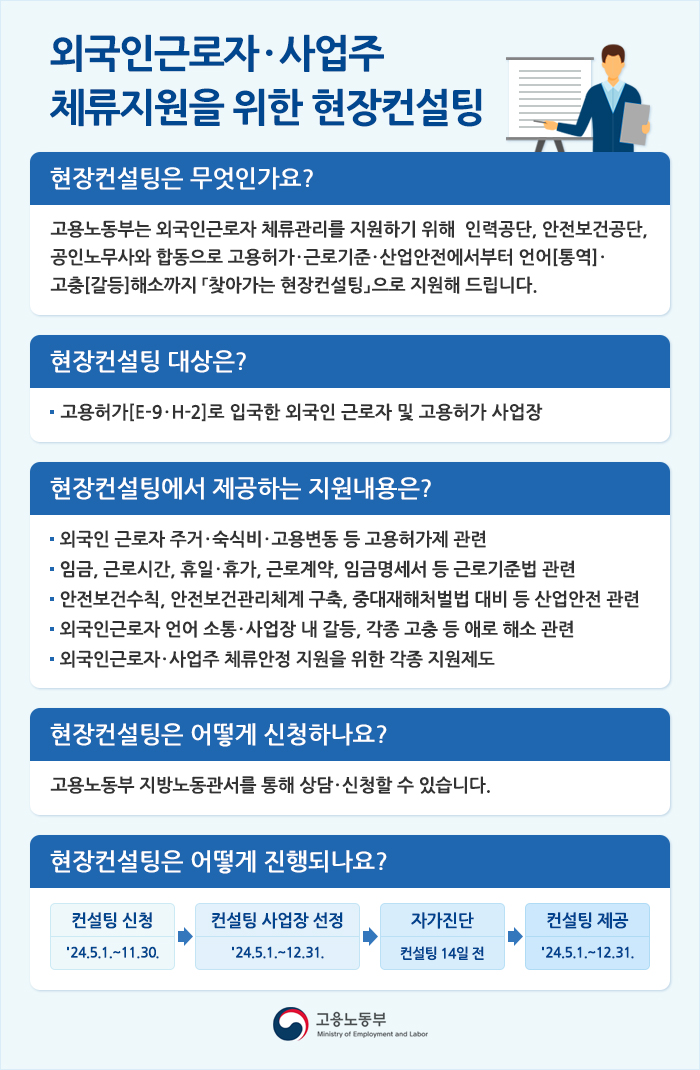 외국인근로자·사업주
체류지원을 위한 현장컨설팅
현장컨설팅은 무엇인가요?
고용노동부는 외국인근로자 체류관리를 지원하기 위해 인력공단, 안전보건공단,
공인노무사와 합동으로 고용허가·근로기준·산업안전에서부터 언어[통역]·
고충[갈등]해소까지 「찾아가는 현장컨설팅」으로 지원해 드립니다.
현장컨설팅 대상은?
▪ 고용허가[E-9·H-2]로 입국한 외국인 근로자 및 고용허가 사업장
현장컨설팅에서 제공하는 지원내용은?
▪ 외국인 근로자 주거·숙식비·고용변동 등 고용허가제 관련
▪ 임금, 근로시간, 휴일·휴가, 근로계약, 임금명세서 등 근로기준법 관련
▪ 안전보건수칙, 안전보건관리체계 구축, 중대재해처벌법 대비 등 산업안전 관련
▪ 외국인근로자 언어 소통·사업장 내 갈등, 각종 고충 등 애로 해소 관련
▪ 외국인근로자·사업주 체류안정 지원을 위한 각종 지원제도
현장컨설팅은 어떻게 신청하나요?
고용노동부 지방노동관서를 통해 상담·신청할 수 있습니다.
현장컨설팅은 어떻게 진행되나요?
컨설팅 신청
'24.5.1.~11.30.
컨설팅 사업장 선정
'24.5.1.~12.31.
자가진단
컨설팅 14일 전
컨설팅 제공
'24.5.1.~12.31.
고용노동부
Ministry of Employment and Labor